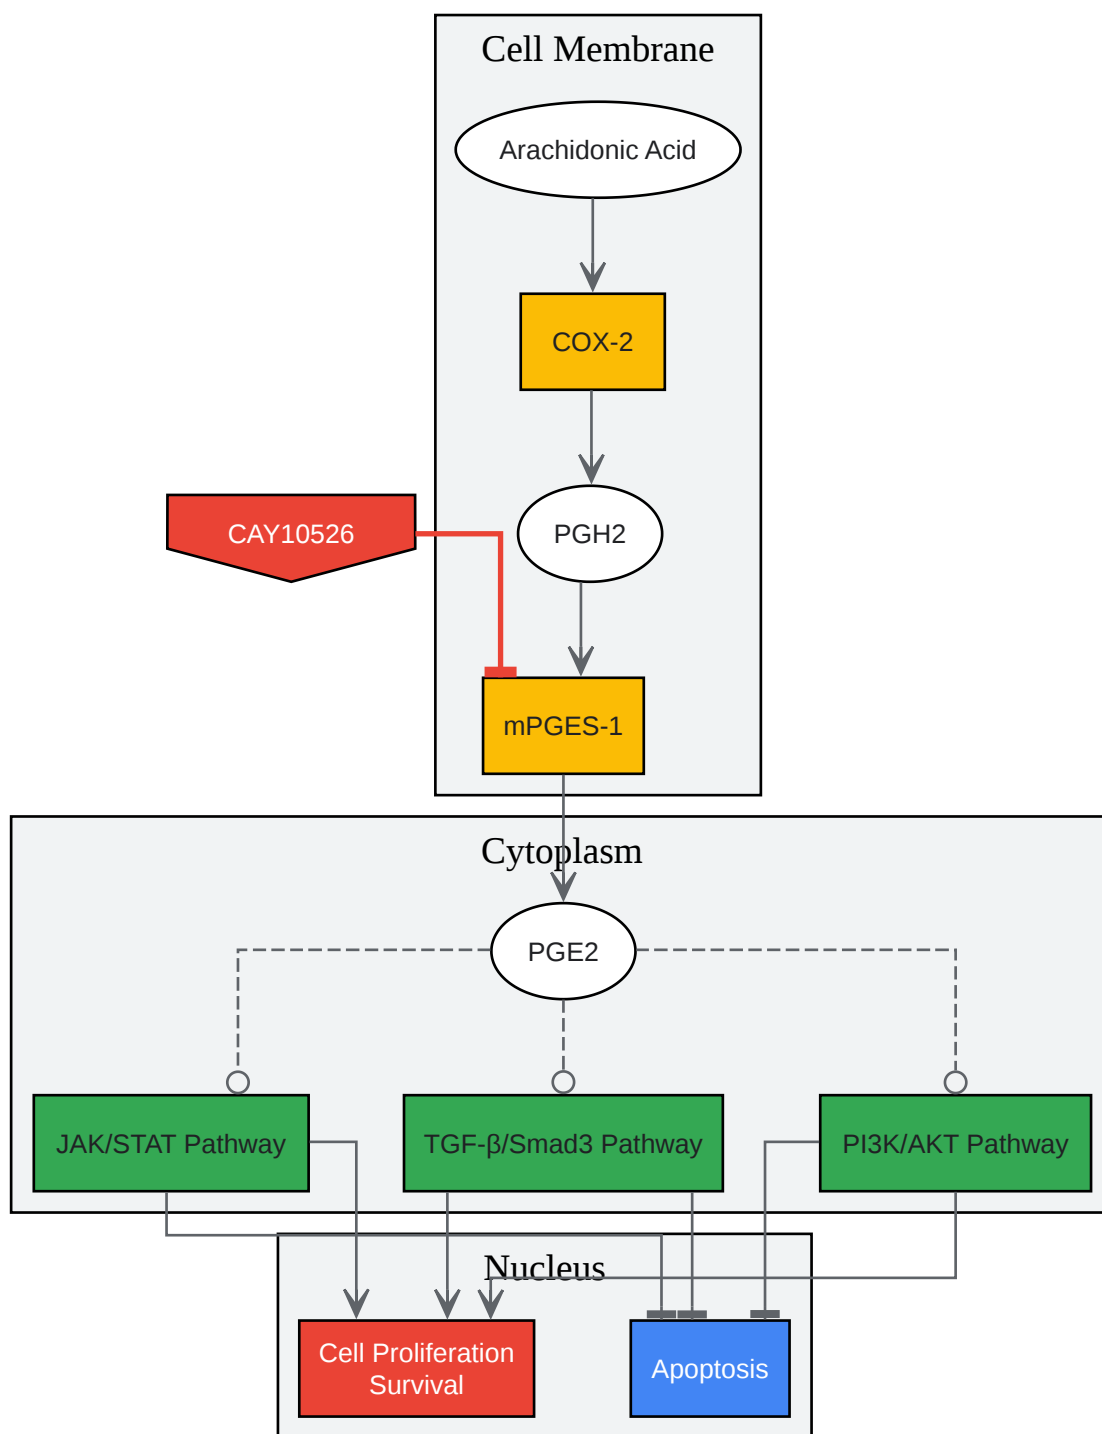 Cell Membrane
Arachidonic Acid
COX-2
CAY10526
PGH2
mPGES-1
Cytoplasm
PGE2
JAK/STAT Pathway
TGF-β/Smad3 Pathway
PI3K/AKT Pathway
Nucleus
Cell Proliferation
Survival
Apoptosis